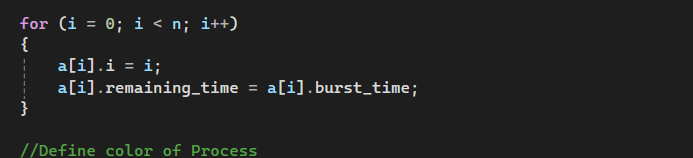 for (i = 0; i < n; i++)
{
    a[i].i = i;
    a[i].remaining_time = a[i].burst_time;
}
//Define color of Process